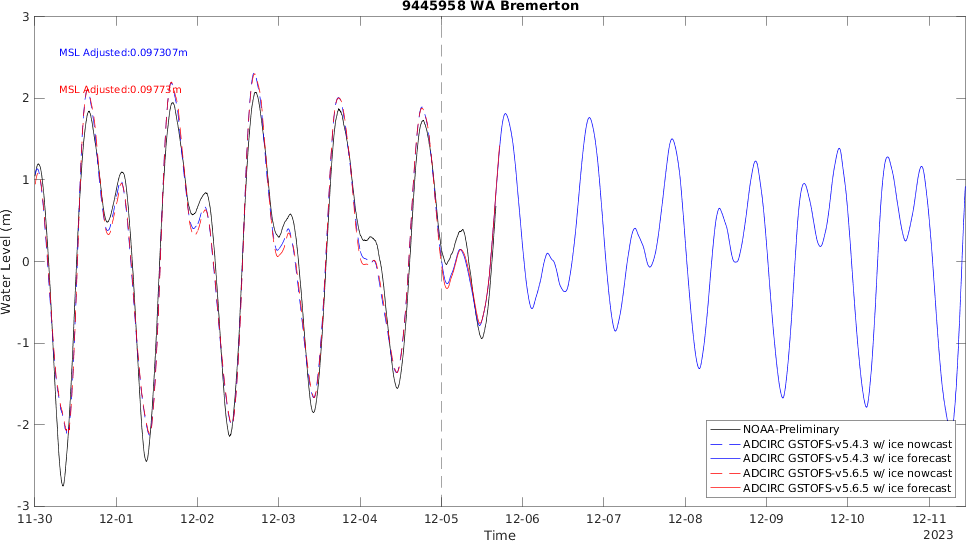 9445958 WA Bremerton
MSL Adjusted:0.097307m
MSL Adjusted:0.09773m
Water Level (m)
3
2
1
0
-1
-2
-3
NOAA-Preliminary
ADCIRC GSTOFS-v5.4.3 w/ ice nowcast
ADCIRC GSTOFS-v5.4.3 w/ ice forecast
ADCIRC GSTOFS-v5.6.5 w/ ice nowcast
ADCIRC GSTOFS-v5.6.5 w/ ice forecast
11-30 12-01 12-02 12-03 12-04 12-05 12-06 12-07 12-08 12-09 12-10 12-11
2023
Time